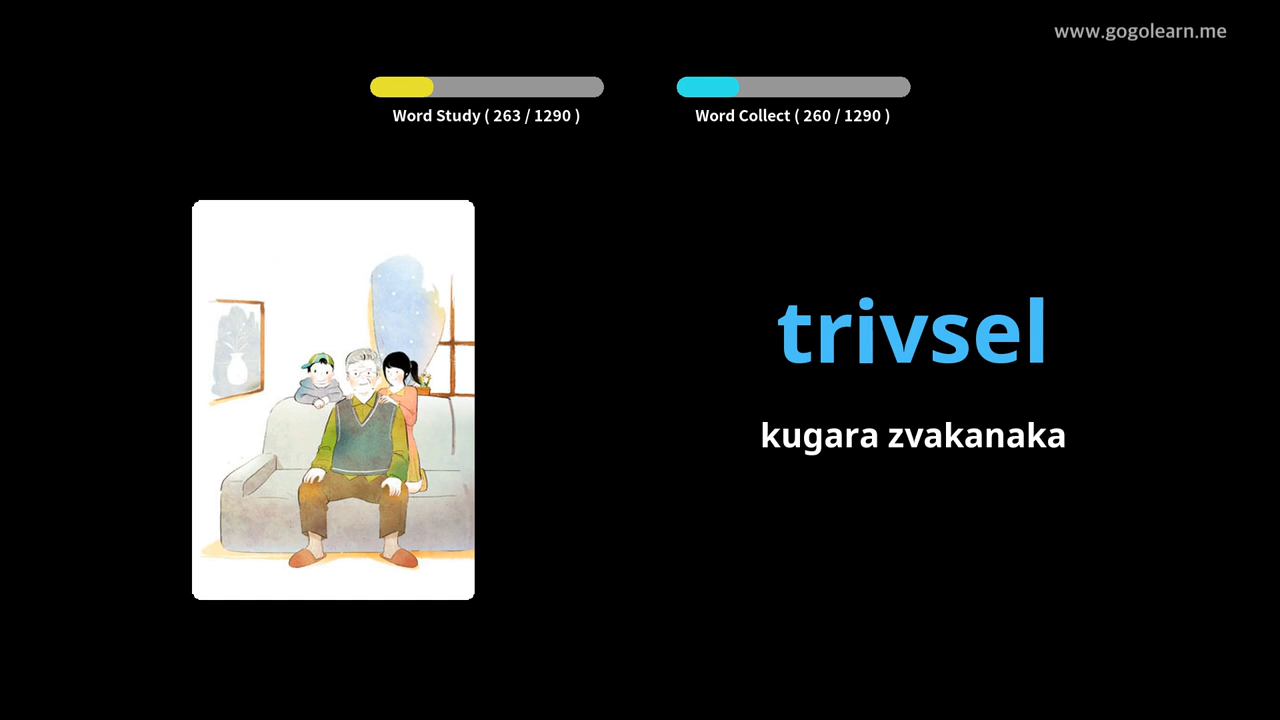 www.gogolearn.me
Word Study ( 263 / 1290 )
Word Collect ( 260 / 1290 )
trivsel
kugara zvakanaka